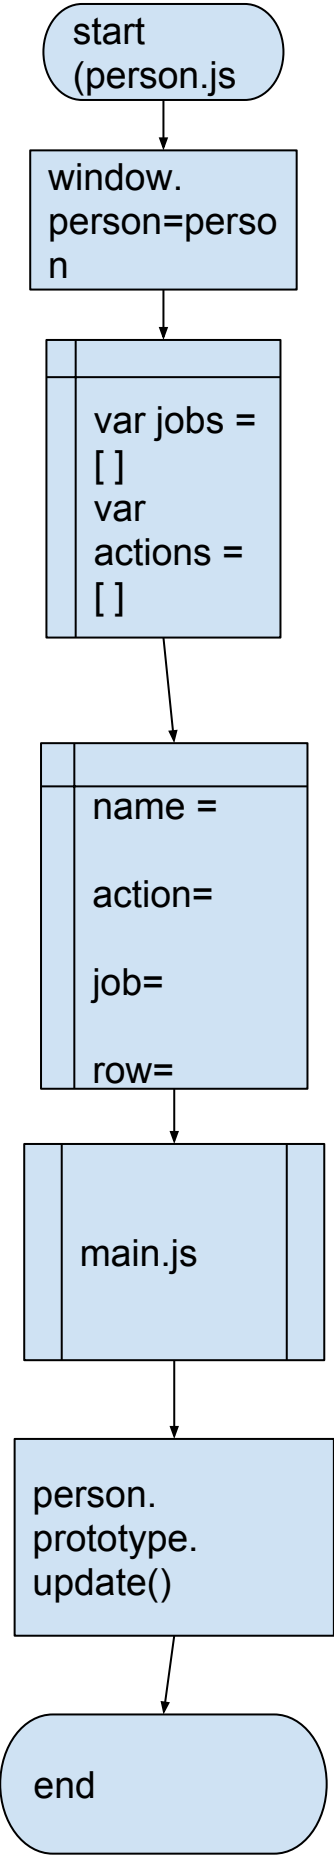 start
(person.js
window.
person=perso
n
var jobs =
[ ]
var
actions =
[ ]
name =
action=
job=
row=
main.js
person.
prototype.
update()
end